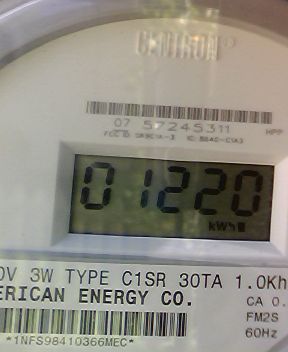 CENTRON®
07 57245311
HPP
01220
kWh
0V 3W TYPE C1SR 30TA 1.0Kh
ERICAN ENERGY CO.
CA 0.
FM2S
60Hz
*1NFS98410366MEC*